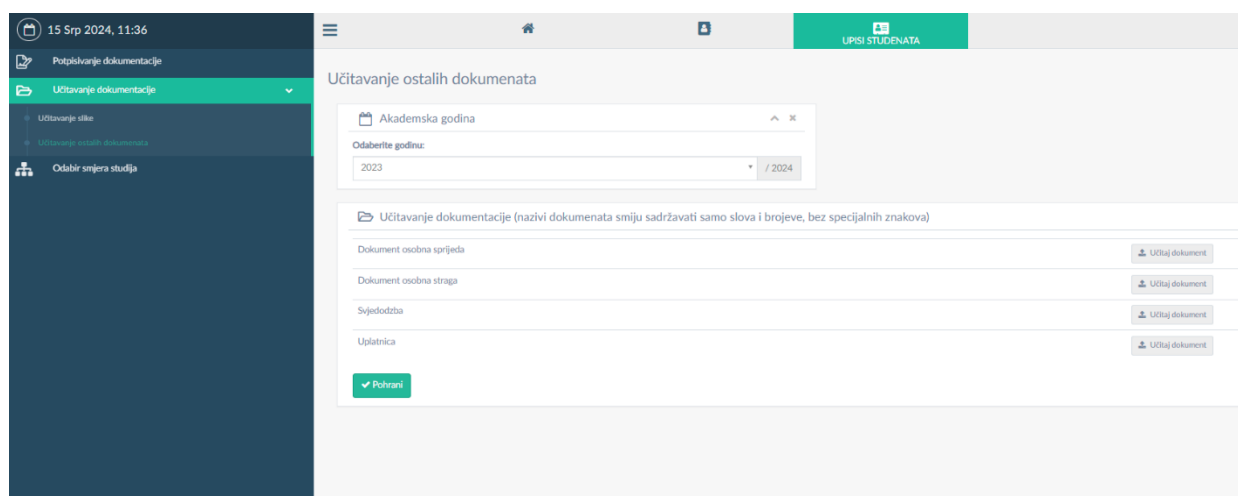 15 Srp 2024, 11:36
UPISI STUDENATA
Potpisivanje dokumentacije
Učitavanje dokumentacije
Učitavanje slike
Učitavanje ostalih dokumenata
Odabir smjera studija
Učitavanje ostalih dokumenata
Akademska godina
Odaberite godinu:
2023 / 2024
Učitavanje dokumentacije (nazivi dokumenata smiju sadržavati samo slova i brojeve, bez specijalnih znakova)
Dokument osobna sprijeda Učitaj dokument
Dokument osobna straga Učitaj dokument
Svjedodzba Učitaj dokument
Uplatnica Učitaj dokument
Pohrani